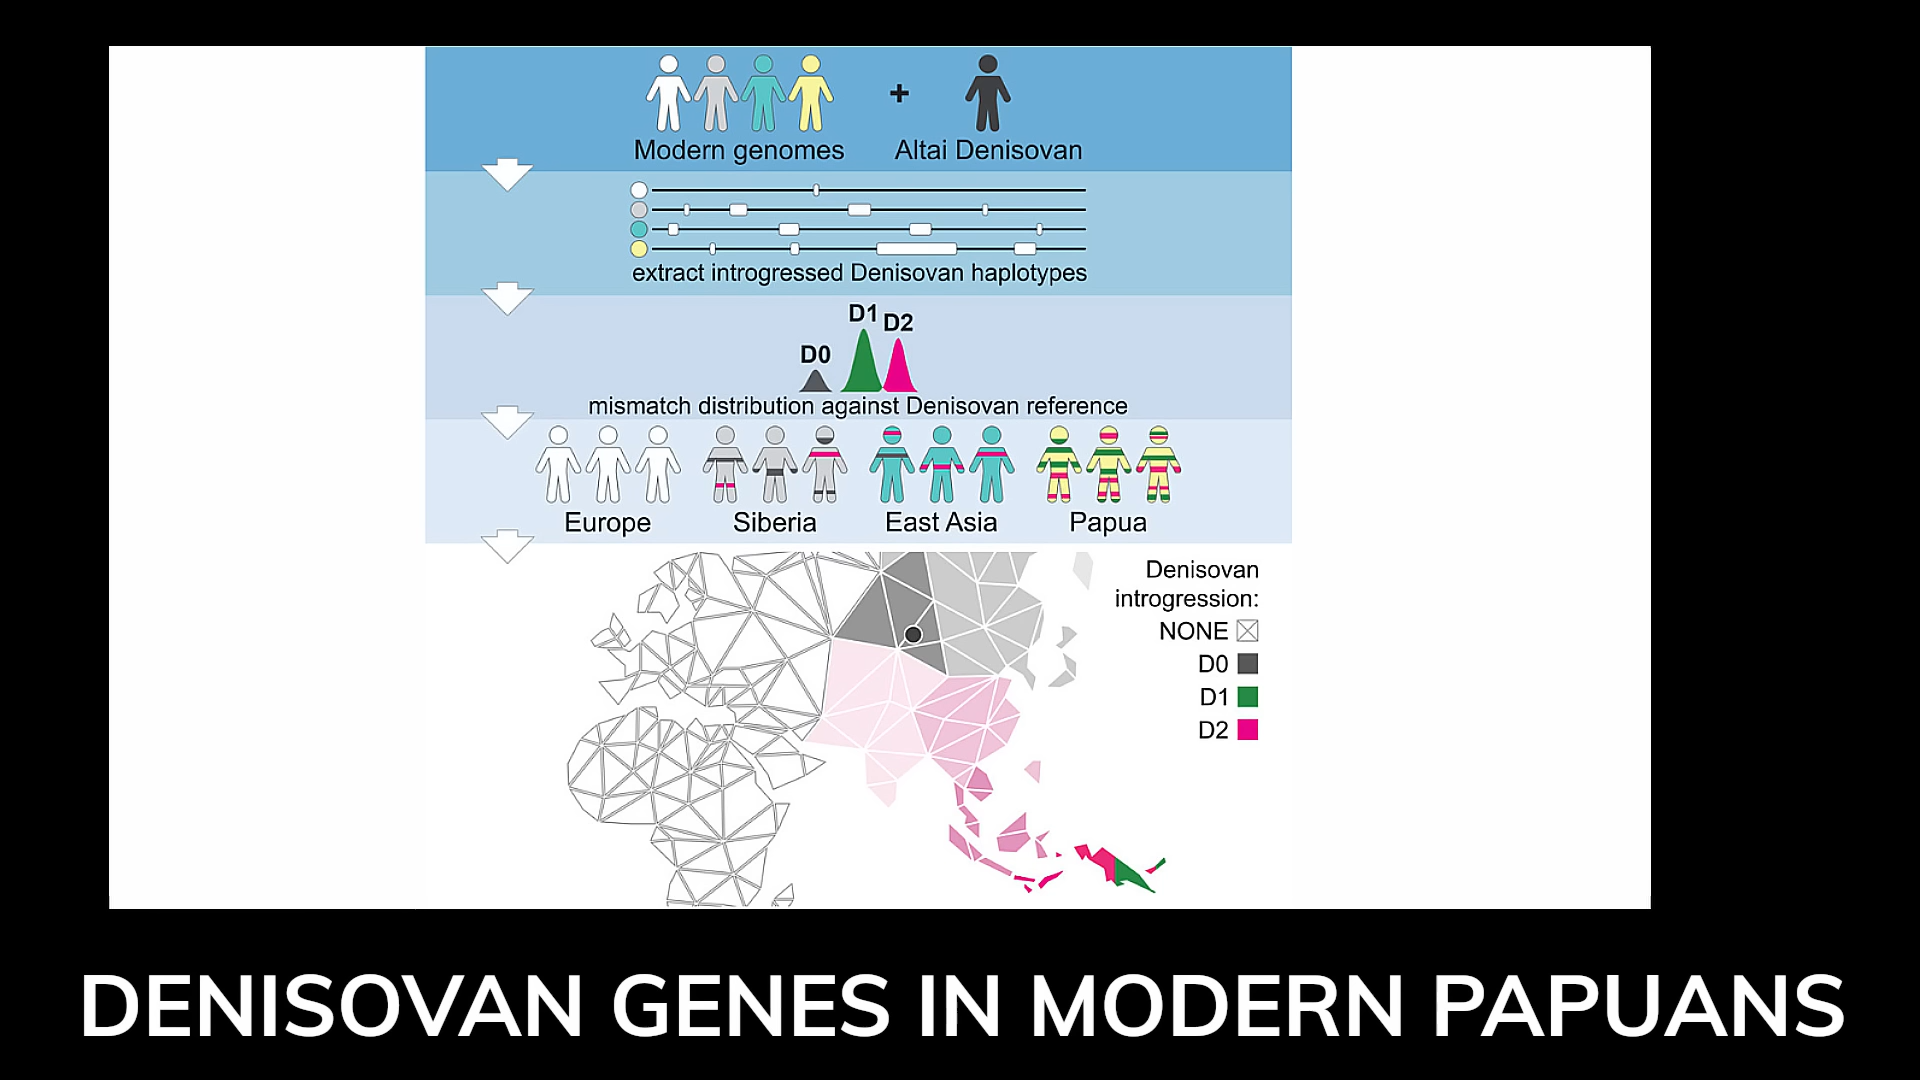 +
Modern genomes
Altai Denisovan
extract introgressed Denisovan haplotypes
D0
D1
D2
mismatch distribution against Denisovan reference
Europe
Siberia
East Asia
Papua
Denisovan
introgression:
NONE
D0
D1
D2
DENISOVAN GENES IN MODERN PAPUANS